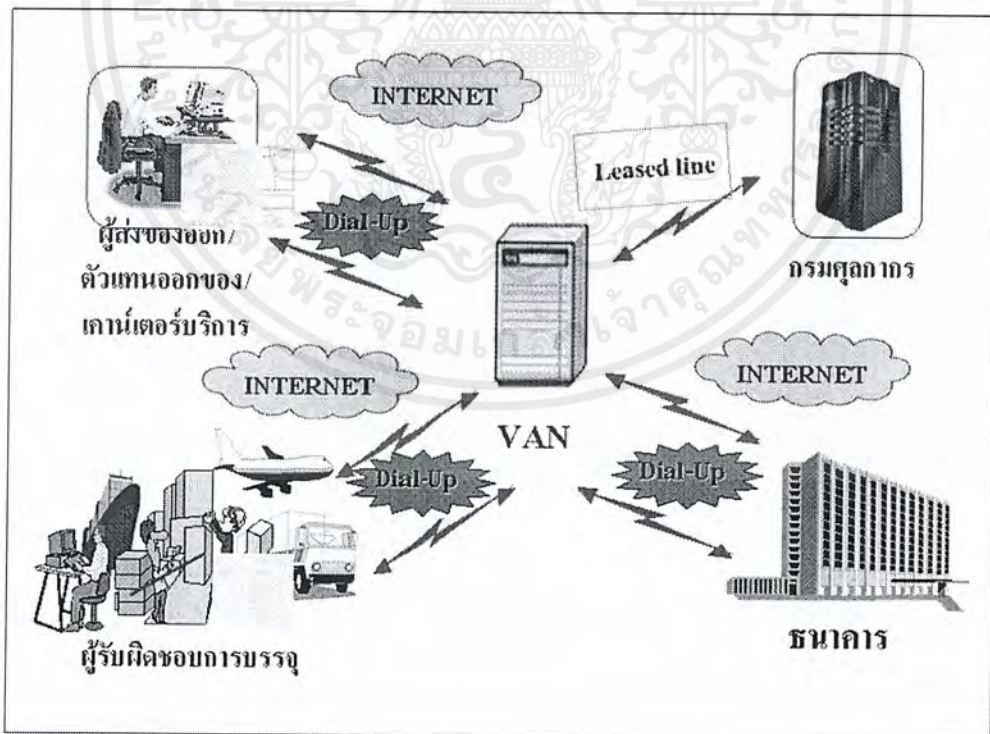 INTERNET
Leased line
Dial-Up
ผู้ส่งของออก/
ตัวแทนออกของ/
เคาน์เตอร์บริการ
กรมศุลกากร
INTERNET
INTERNET
VAN
Dial-Up
Dial-Up
ผู้รับผิดชอบการบรรจุ
ธนาคาร